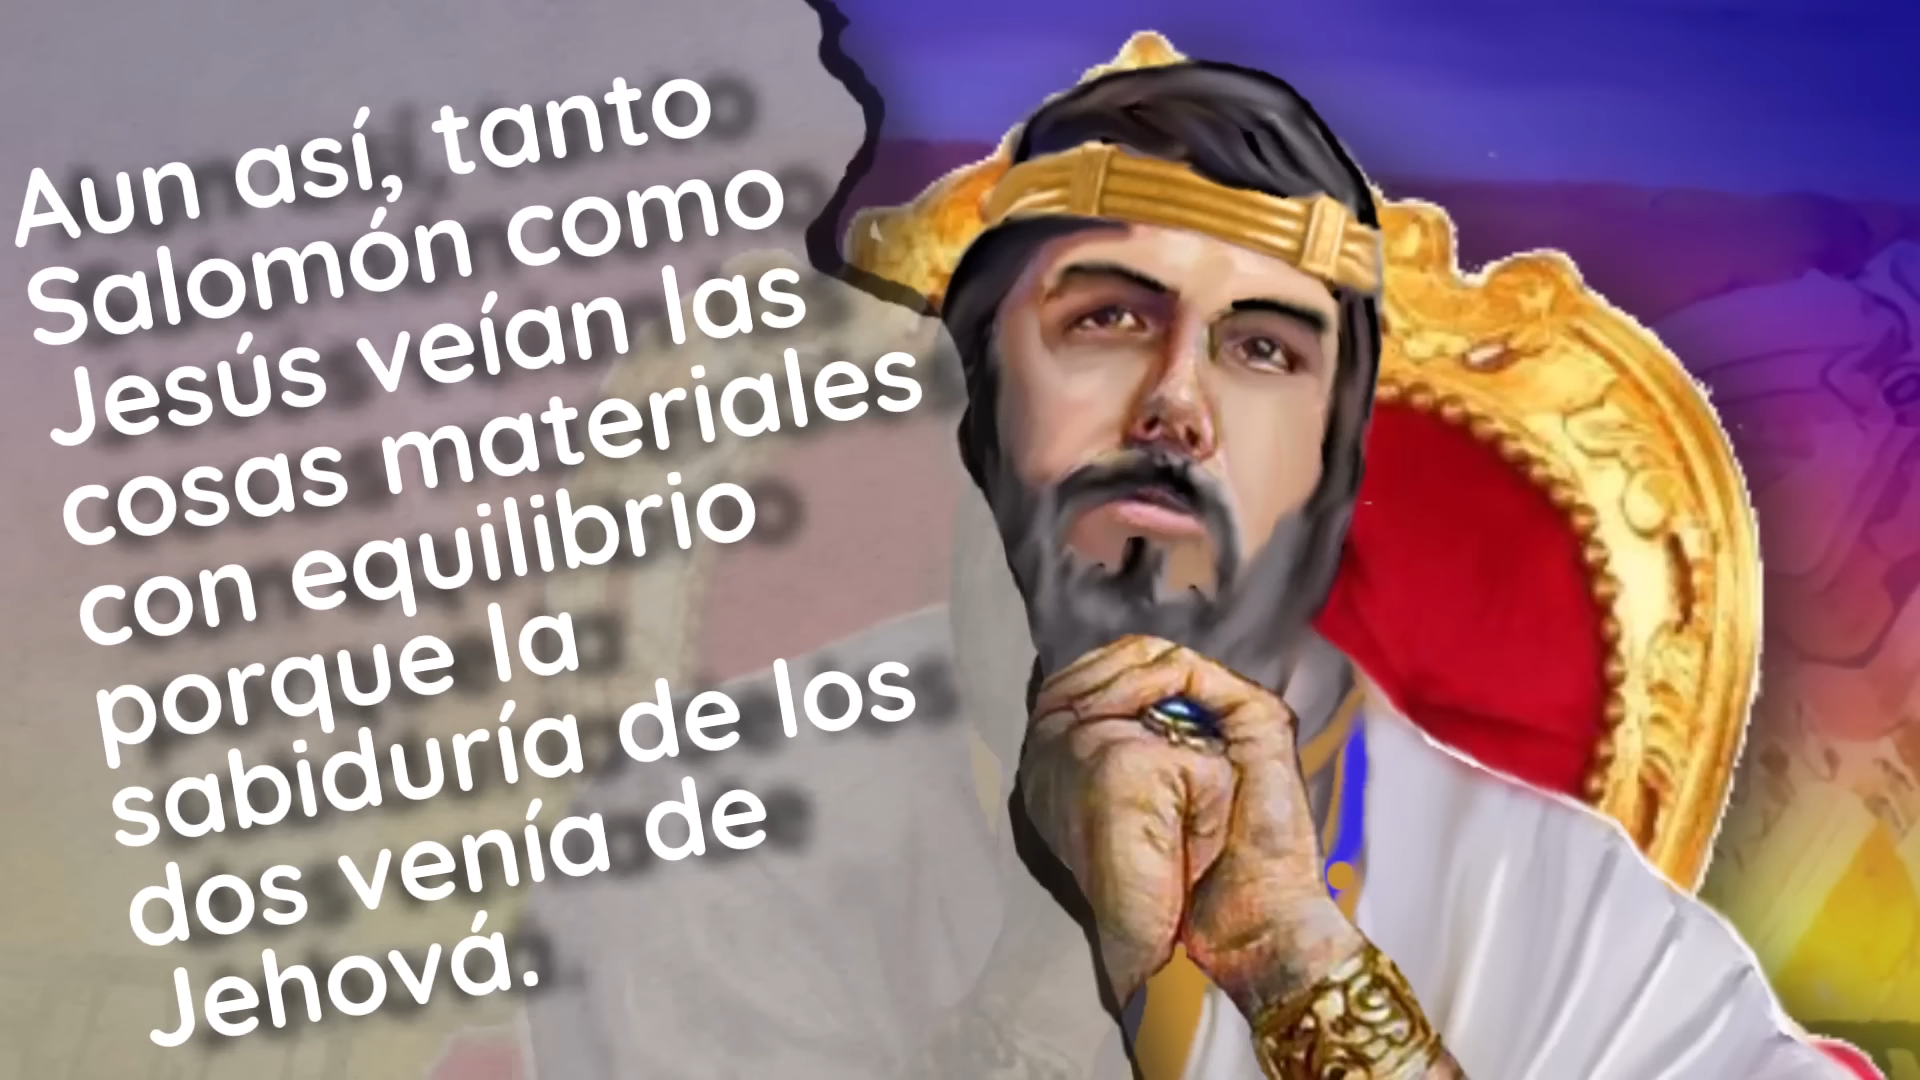 Aun así, tanto
Salomón como
Jesús veían las
cosas materiales
con equilibrio
porque la
sabiduría de los
dos venía de
Jehová.